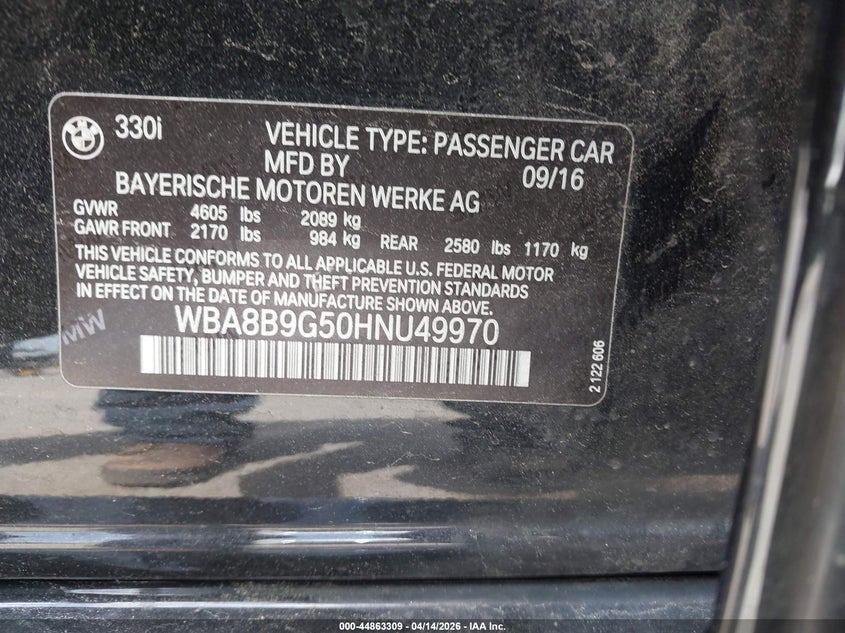 330i
VEHICLE TYPE: PASSENGER CAR
MFD BY 09/16
BAYERISCHE MOTOREN WERKE AG
GVWR 4605 lbs 2089 kg
GAWR FRONT 2170 lbs 984 kg REAR 2580 lbs 1170 kg
THIS VEHICLE CONFORMS TO ALL APPLICABLE U.S. FEDERAL MOTOR
VEHICLE SAFETY, BUMPER AND THEFT PREVENTION STANDARDS
IN EFFECT ON THE DATE OF MANUFACTURE SHOWN ABOVE.
WBA8B9G50HNU49970
2 122 606
000-44863309 - 04/14/2026 - IAA Inc.